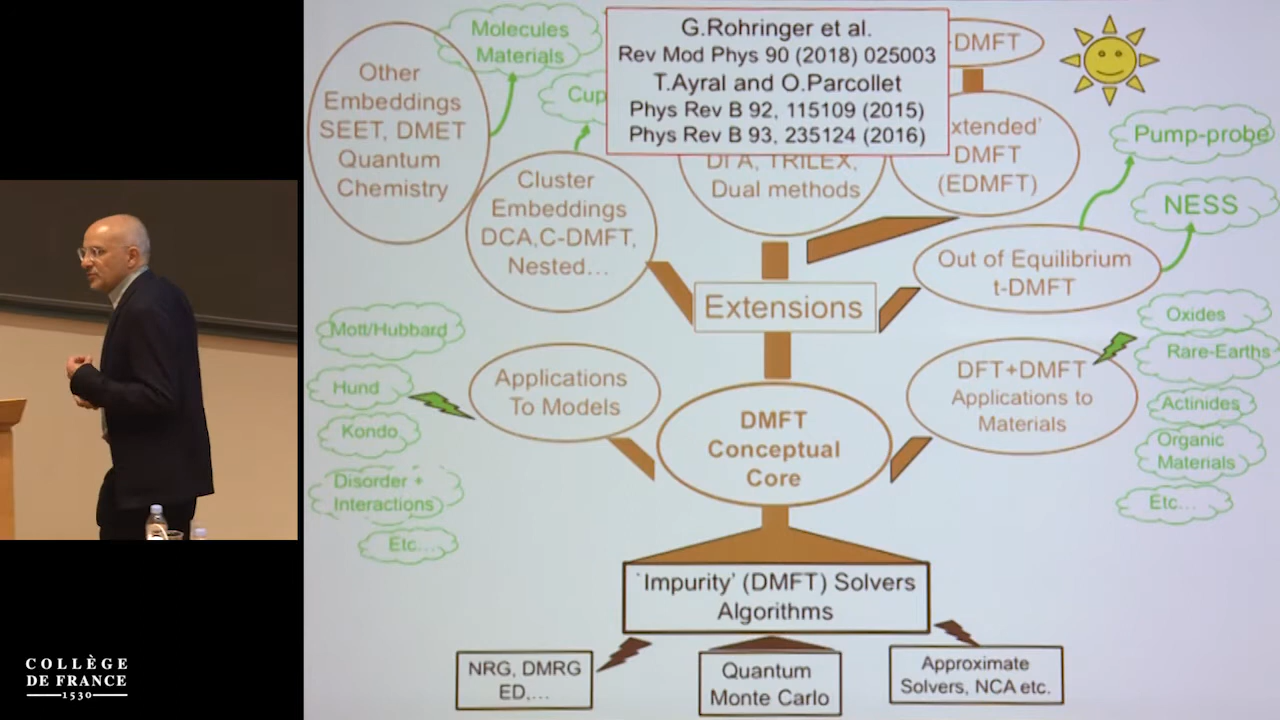 Other
Embeddings
SEET, DMET
Quantum
Chemistry
Molecules
Materials
Cup
G.Rohringer et al.
Rev Mod Phys 90 (2018) 025003
T.Ayral and O.Parcollet
Phys Rev B 92, 115109 (2015)
Phys Rev B 93, 235124 (2016)
-DMFT
Cluster
Embeddings
DCA,C-DMFT,
Nested...
DΓA, TRILEX,
Dual methods
xtended'
DMFT
(EDMFT)
Pump-probe
NESS
Out of Equilibrium
t-DMFT
Extensions
Mott/Hubbard
Hund
Kondo
Disorder +
Interactions
Etc...
Applications
To Models
DMFT
Conceptual
Core
DFT+DMFT
Applications to
Materials
Oxides
Rare-Earths
Actinides
Organic
Materials
Etc...
`Impurity' (DMFT) Solvers
Algorithms
NRG, DMRG
ED,...
Quantum
Monte Carlo
Approximate
Solvers, NCA etc.
COLLÈGE
DE FRANCE
1530